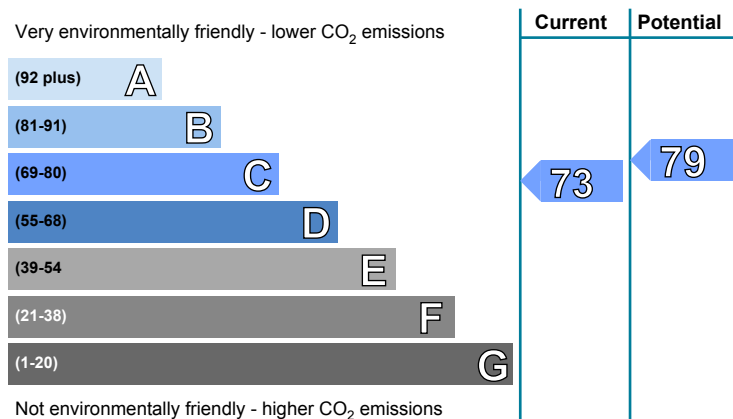 Very environmentally friendly - lower CO₂ emissions
Current
Potential
(92 plus) A
(81-91) B
(69-80) C
(55-68) D
(39-54 E
(21-38) F
(1-20) G
73
79
Not environmentally friendly - higher CO₂ emissions